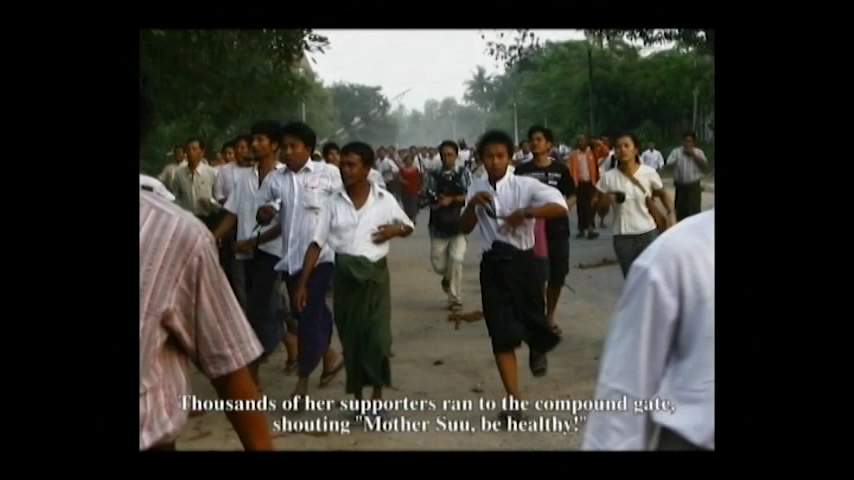 Thousands of her supporters ran to the compound gate,
shouting "Mother Suu, be healthy!"